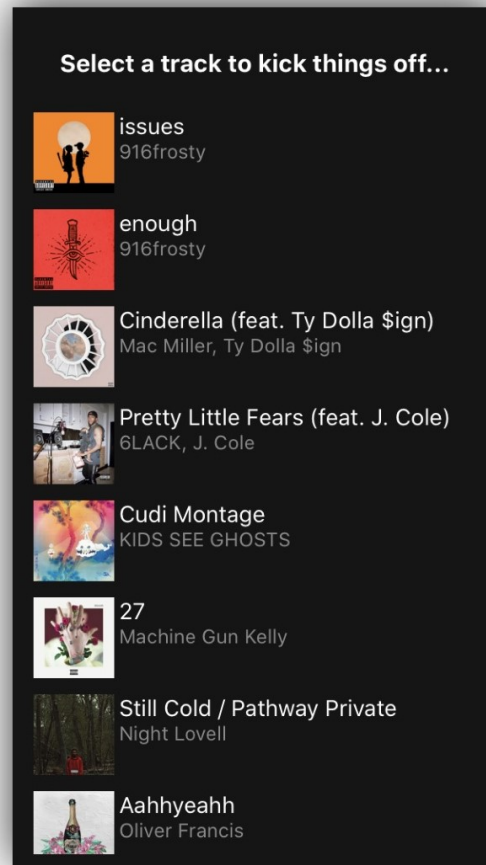 Select a track to kick things off...
issues
916frosty
enough
916frosty
Cinderella (feat. Ty Dolla $ign)
Mac Miller, Ty Dolla $ign
Pretty Little Fears (feat. J. Cole)
6LACK, J. Cole
Cudi Montage
KIDS SEE GHOSTS
27
Machine Gun Kelly
Still Cold / Pathway Private
Night Lovell
Aahhyeahh
Oliver Francis